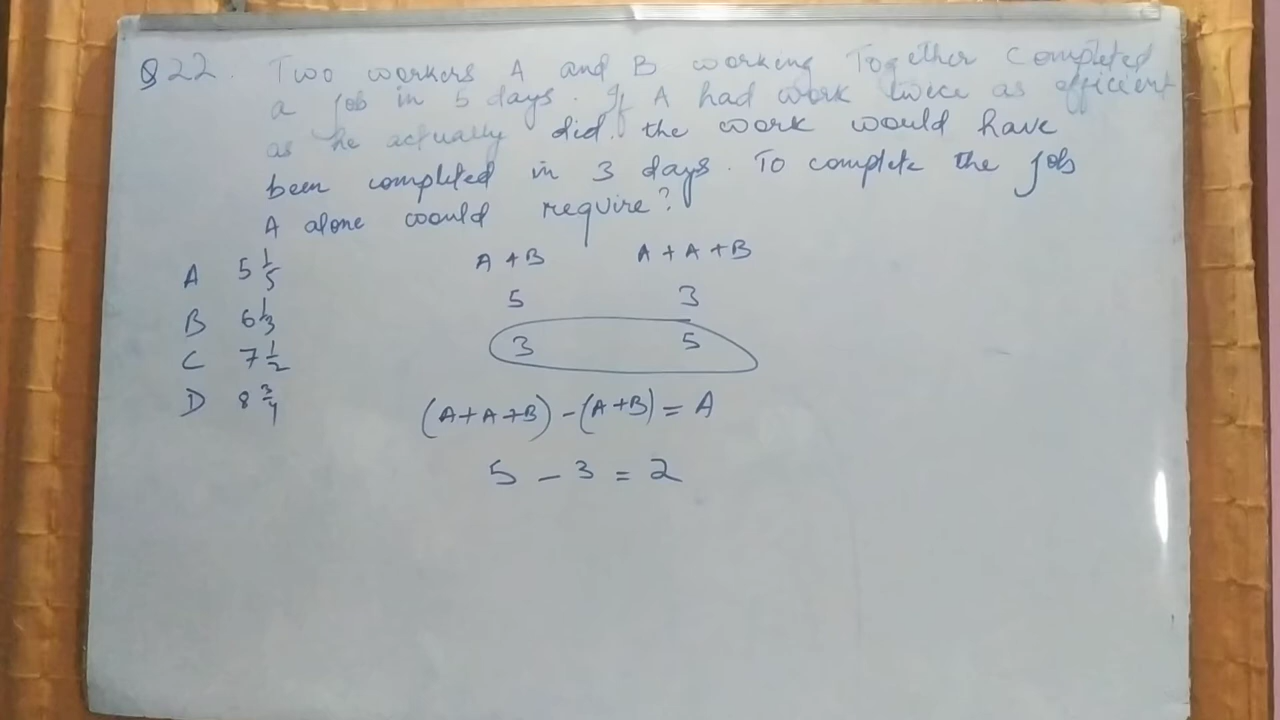 Q 22. Two workers A and B working Together Completed
a job in 5 days. If A had work twice as efficient
as he actually did. the work would have
been completed in 3 days. To complete the job
A alone would require?
A 5 1/5
B 6 1/3
C 7 1/2
D 8 3/4
A + B A + A + B
5 3
3 5
(A+A+B) - (A+B) = A
5 - 3 = 2